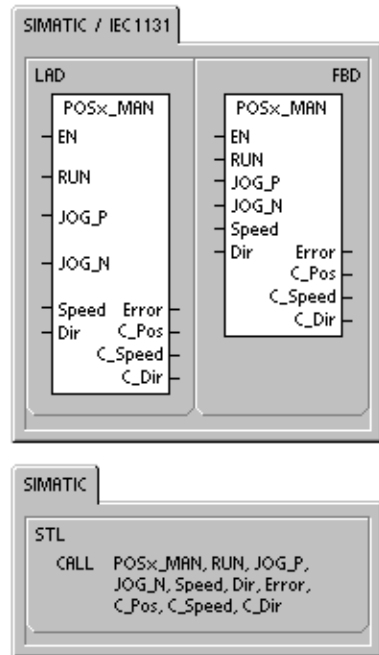 SIMATIC / IEC1131
LAD
POSx_MAN
EN
RUN
JOG_P
JOG_N
Speed Error
Dir C_Pos
C_Speed
C_Dir
FBD
POSx_MAN
EN
RUN
JOG_P
JOG_N
Speed
Dir Error
C_Pos
C_Speed
C_Dir
SIMATIC
STL
CALL POSx_MAN, RUN, JOG_P,
JOG_N, Speed, Dir, Error,
C_Pos, C_Speed, C_Dir